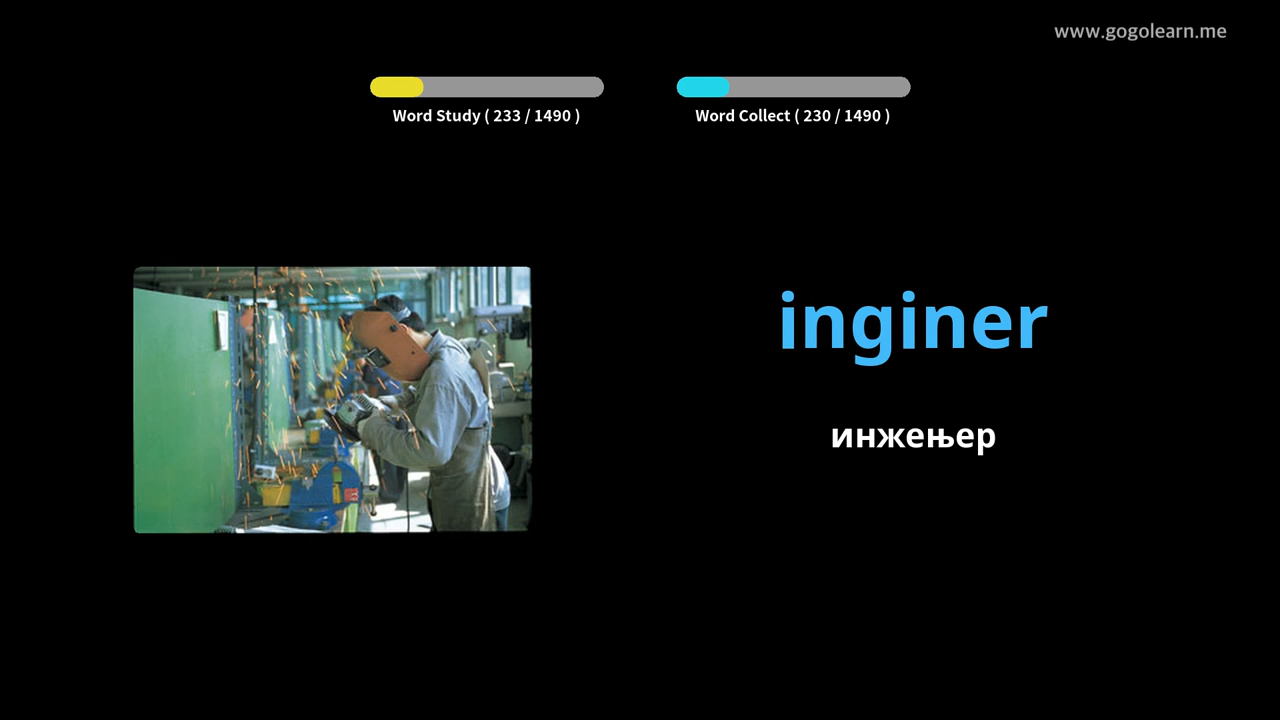 www.gogolearn.me
Word Study ( 233 / 1490 )
Word Collect ( 230 / 1490 )
inginer
инжењер